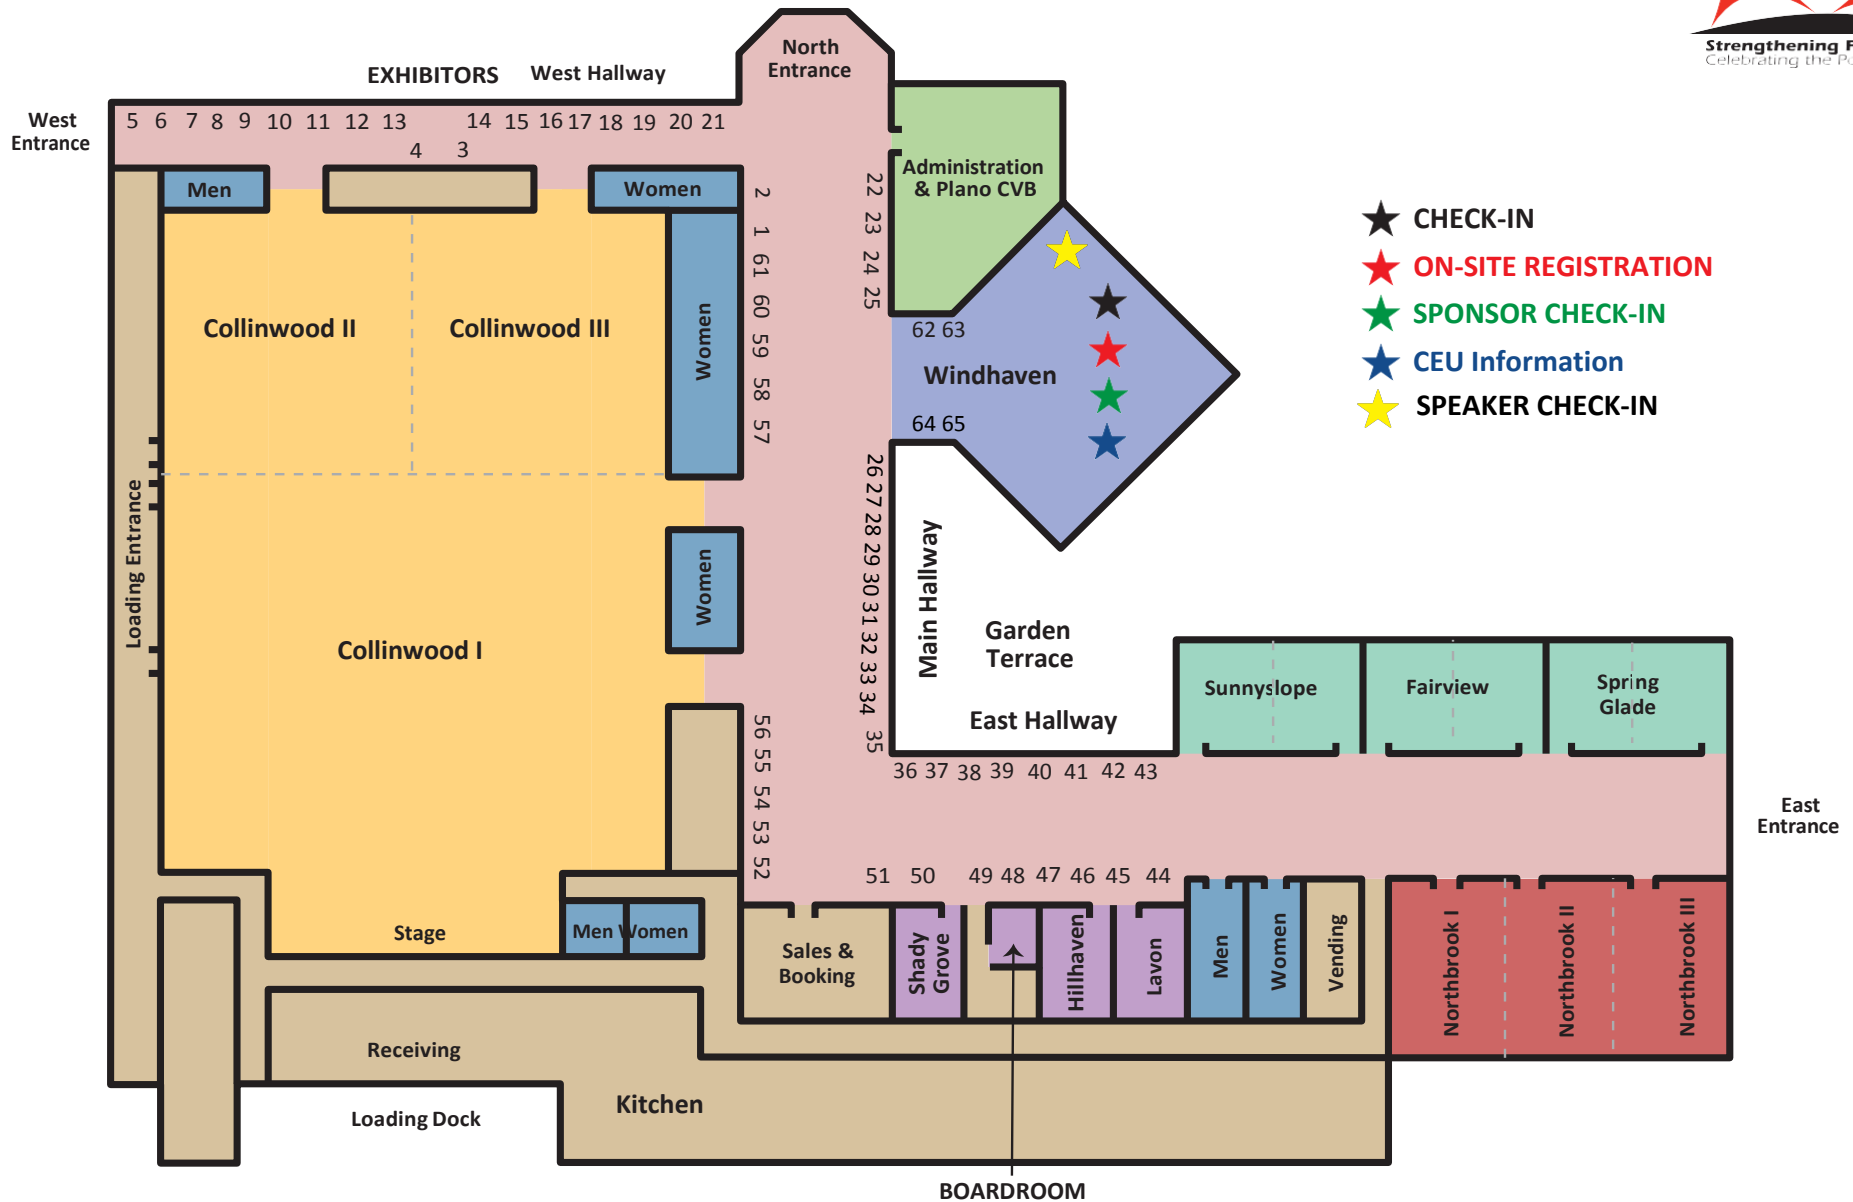 Strengthening F
Celebrating the Po
North
Entrance
EXHIBITORS West Hallway
West
Entrance
5 6 7 8 9 10 11 12 13 14 15 16 17 18 19 20 21
4 3
Men
Women
2
1
61
60
59
58
57
22
23
24
25
Administration
& Plano CVB
CHECK-IN
ON-SITE REGISTRATION
SPONSOR CHECK-IN
CEU Information
SPEAKER CHECK-IN
Collinwood II
Collinwood III
Women
62 63
Windhaven
64 65
26
27
28
29
30
31
32
33
34
35
Loading Entrance
Women
Main Hallway
Collinwood I
Garden
Terrace
East Hallway
Sunnyslope
Fairview
Spring
Glade
56
55
54
53
52
36 37 38 39 40 41 42 43
East
Entrance
51 50 49 48 47 46 45 44
Stage
Men Women
Sales &
Booking
Shady
Grove
Hillhaven
Lavon
Men
Women
Vending
Northbrook I
Northbrook II
Northbrook III
Receiving
Kitchen
Loading Dock
BOARDROOM